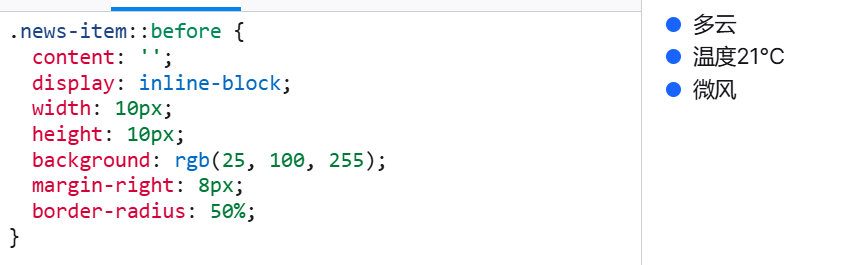 .news-item::before {
  content: '';
  display: inline-block;
  width: 10px;
  height: 10px;
  background: rgb(25, 100, 255);
  margin-right: 8px;
  border-radius: 50%;
}
多云
温度21°C
微风